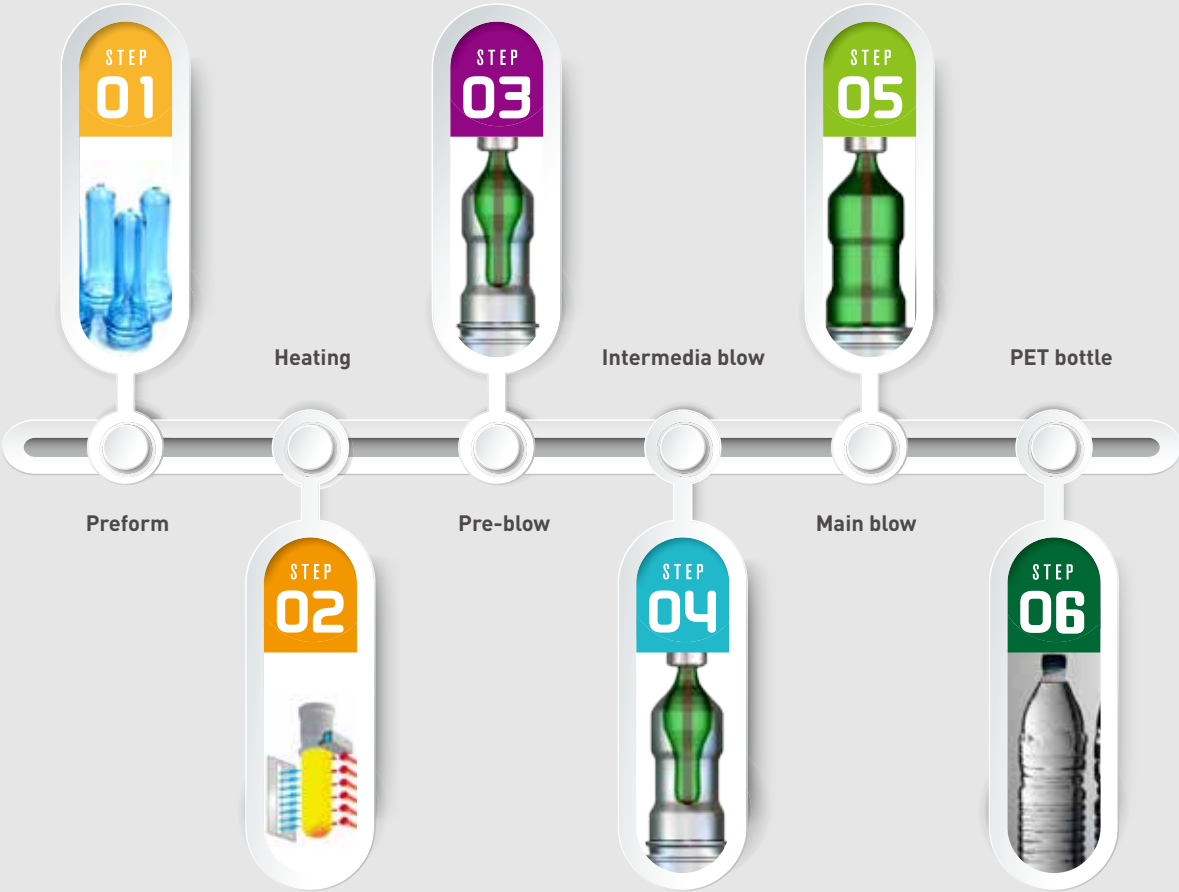 STEP
01
Preform
Heating
STEP
02
STEP
03
Pre-blow
Intermedia blow
STEP
04
STEP
05
Main blow
PET bottle
STEP
06